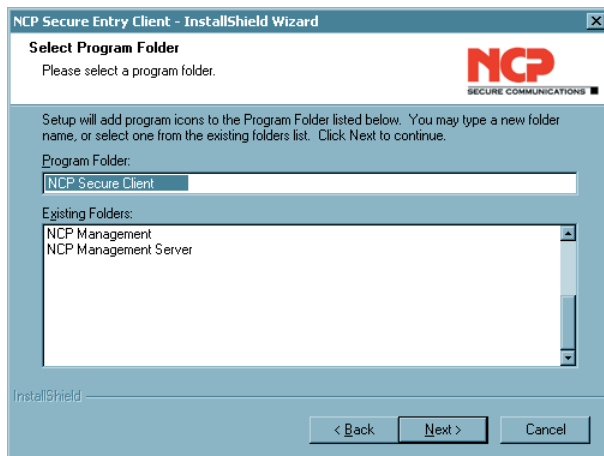 NCP Secure Entry Client - InstallShield Wizard
Select Program Folder
Please select a program folder.
NCP
SECURE COMMUNICATIONS
Setup will add program icons to the Program Folder listed below. You may type a new folder
name, or select one from the existing folders list. Click Next to continue.
Program Folder:
NCP Secure Client
Existing Folders:
NCP Management
NCP Management Server
InstallShield
< Back
Next >
Cancel